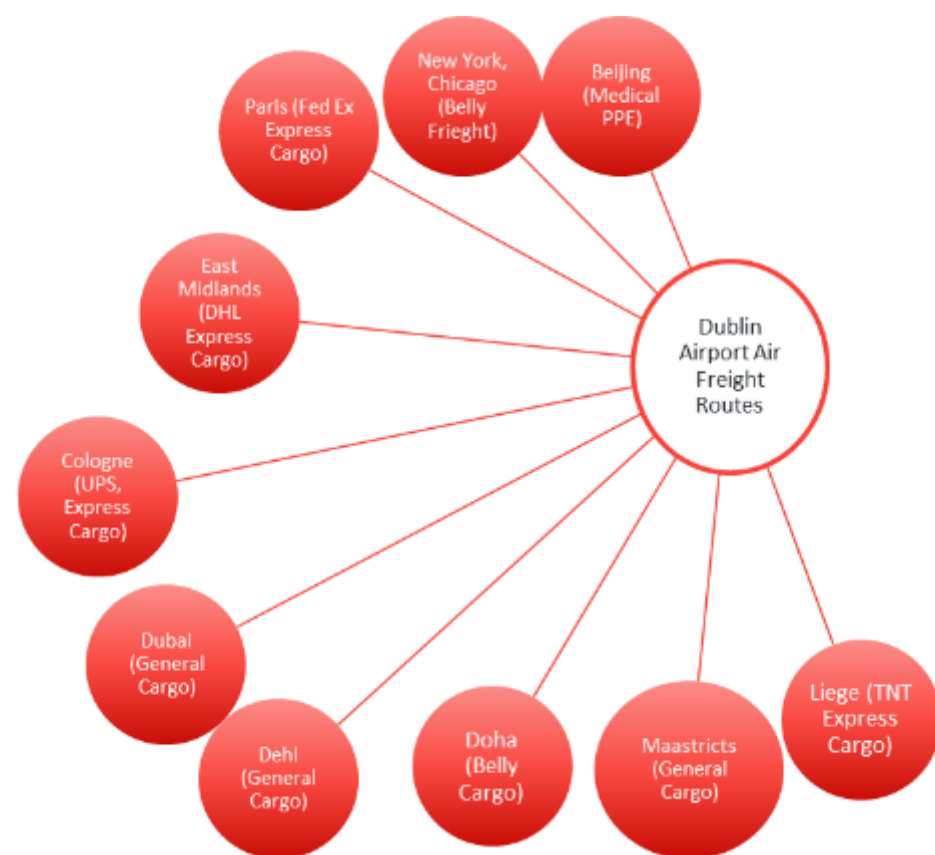 New York,
Chicago
(Belly
Frieght)
Beijing
(Medical
PPE)
Paris (Fed Ex
Express
Cargo)
East
Midlands
(DHL
Express
Cargo)
Dublin
Airport Air
Freight
Routes
Cologne
(UPS,
Express
Cargo)
Dubai
(General
Cargo)
Dehi
(General
Cargo)
Doha
(Belly
Cargo)
Maastricts
(General
Cargo)
Liege (TNT
Express
Cargo)